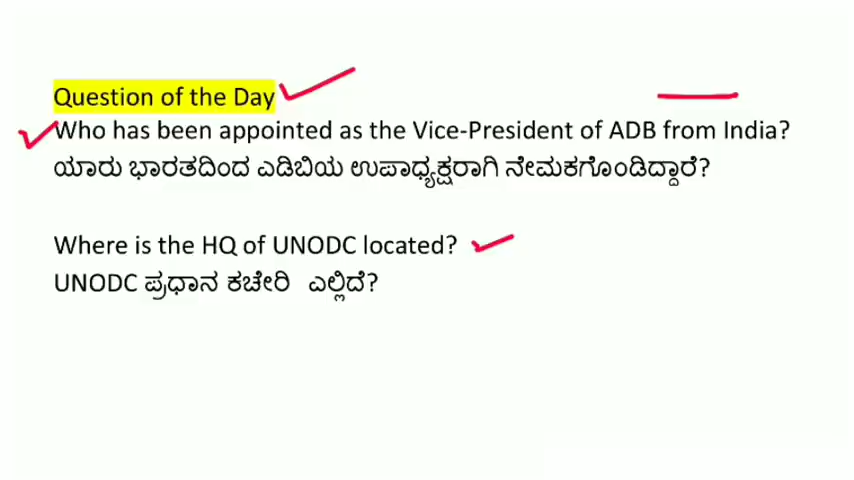 Question of the Day
Who has been appointed as the Vice-President of ADB from India?
ಯಾರು ಭಾರತದಿಂದ ಎಡಿಬಿಯ ಉಪಾಧ್ಯಕ್ಷರಾಗಿ ನೇಮಕಗೊಂಡಿದ್ದಾರೆ?
Where is the HQ of UNODC located?
UNODC ಪ್ರಧಾನ ಕಚೇರಿ ಎಲ್ಲಿದೆ?